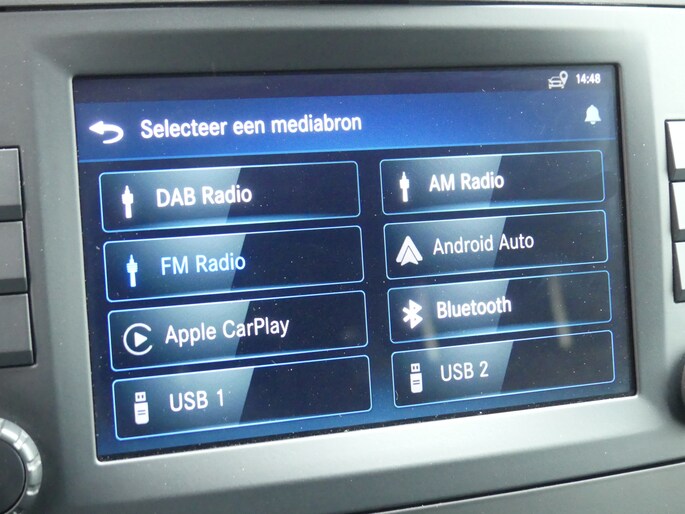 14:48
Selecteer een mediabron
DAB Radio
AM Radio
FM Radio
Android Auto
Apple CarPlay
Bluetooth
USB 1
USB 2